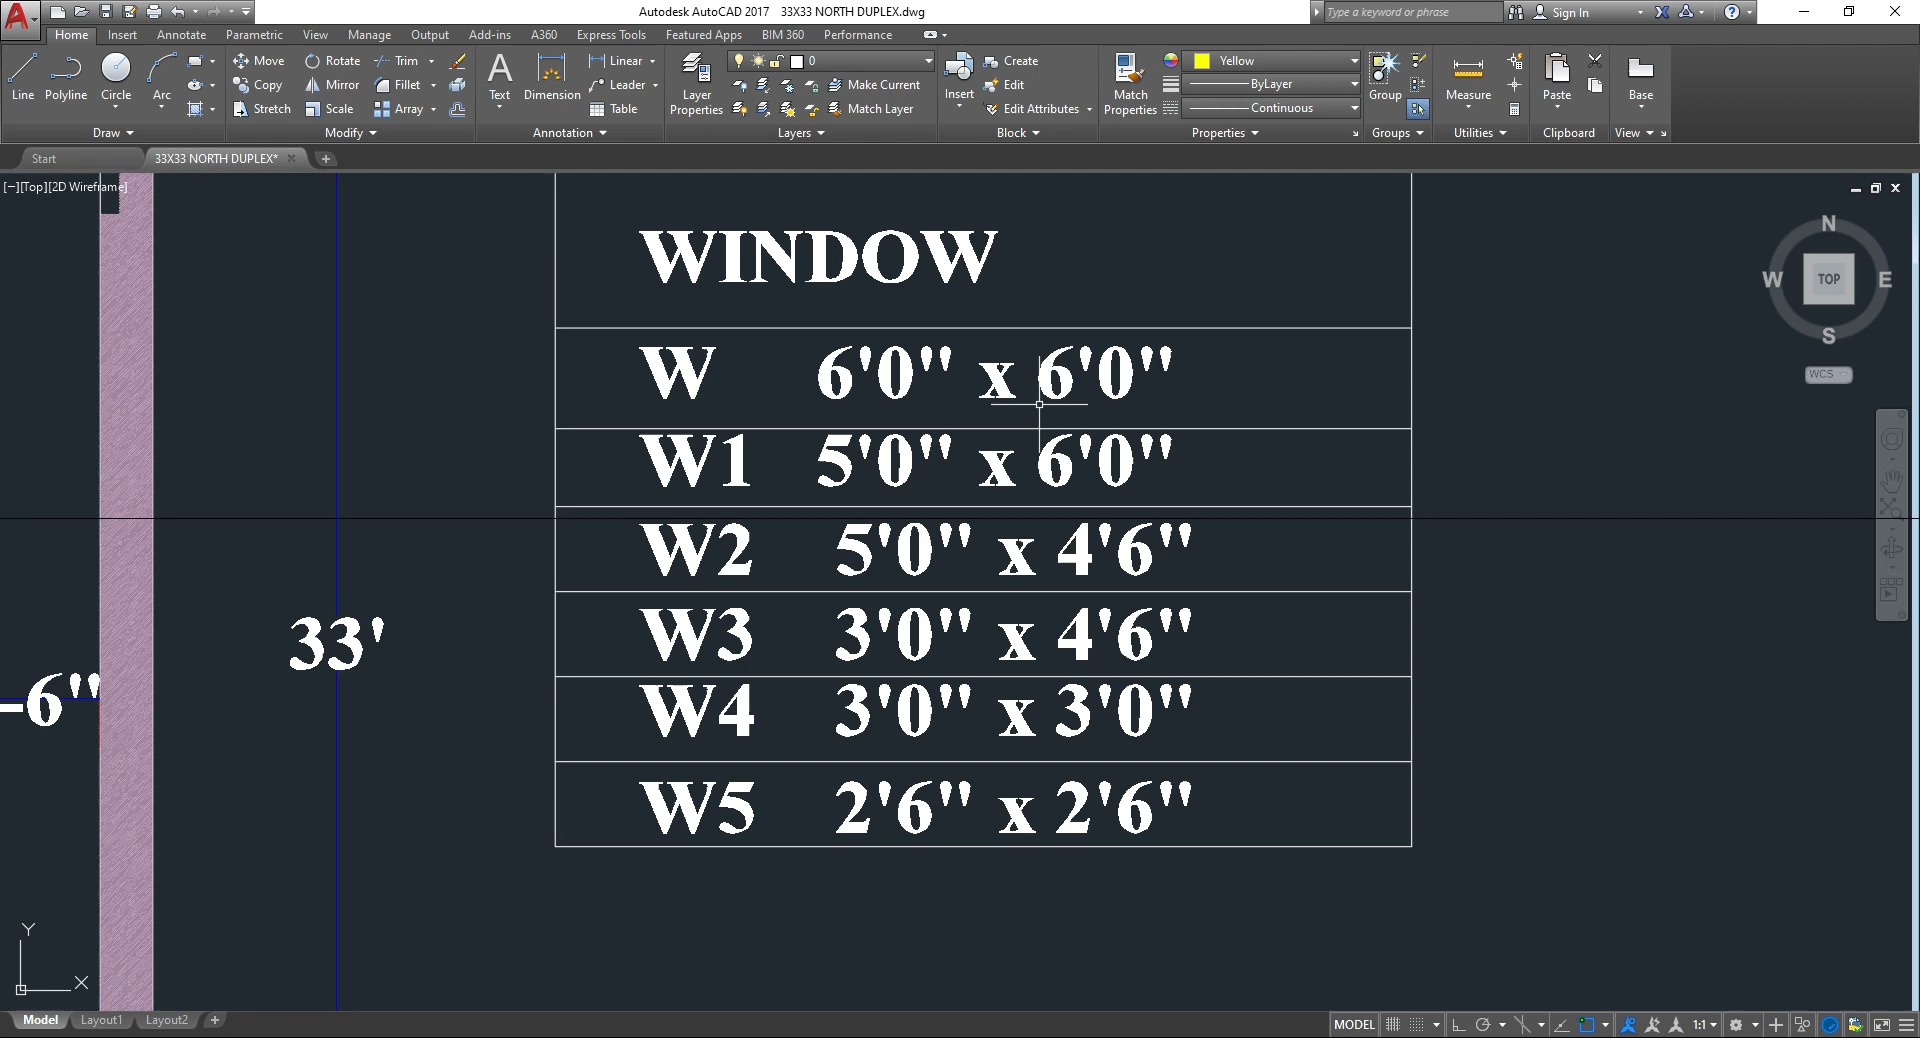 Autodesk AutoCAD 2017 33X33 NORTH DUPLEX.dwg
Type a keyword or phrase
Sign In
Home Insert Annotate Parametric View Manage Output Add-ins A360 Express Tools Featured Apps BIM 360 Performance
Line Polyline Circle Arc
Draw
Move Rotate Trim
Copy Mirror Fillet
Stretch Scale Array
Modify
Text Dimension
Linear
Leader
Table
Annotation
Layer Properties
0
Make Current
Match Layer
Layers
Insert
Create
Edit
Edit Attributes
Block
Match Properties
Yellow
ByLayer
Continuous
Properties
Group
Groups
Measure
Utilities
Paste
Clipboard
Base
View
Start
33X33 NORTH DUPLEX*
[−][Top][2D Wireframe]
N
W TOP E
S
WCS
WINDOW
W 6'0" x 6'0"
W1 5'0" x 6'0"
W2 5'0" x 4'6"
W3 3'0" x 4'6"
W4 3'0" x 3'0"
W5 2'6" x 2'6"
33'
-6"
Y
X
Model Layout1 Layout2
MODEL
1:1